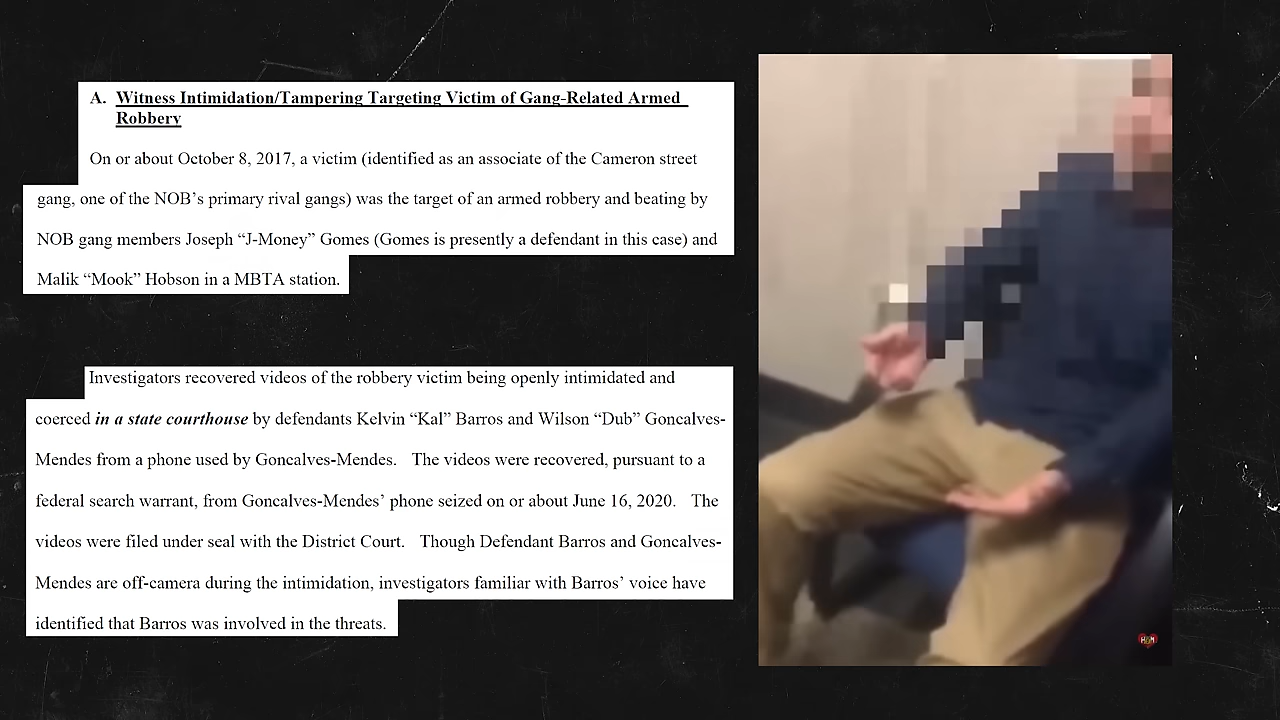 A. Witness Intimidation/Tampering Targeting Victim of Gang-Related Armed
Robbery
On or about October 8, 2017, a victim (identified as an associate of the Cameron street
gang, one of the NOB’s primary rival gangs) was the target of an armed robbery and beating by
NOB gang members Joseph “J-Money” Gomes (Gomes is presently a defendant in this case) and
Malik “Mook” Hobson in a MBTA station.
Investigators recovered videos of the robbery victim being openly intimidated and
coerced in a state courthouse by defendants Kelvin “Kal” Barros and Wilson “Dub” Goncalves-
Mendes from a phone used by Goncalves-Mendes. The videos were recovered, pursuant to a
federal search warrant, from Goncalves-Mendes’ phone seized on or about June 16, 2020. The
videos were filed under seal with the District Court. Though Defendant Barros and Goncalves-
Mendes are off-camera during the intimidation, investigators familiar with Barros’ voice have
identified that Barros was involved in the threats.